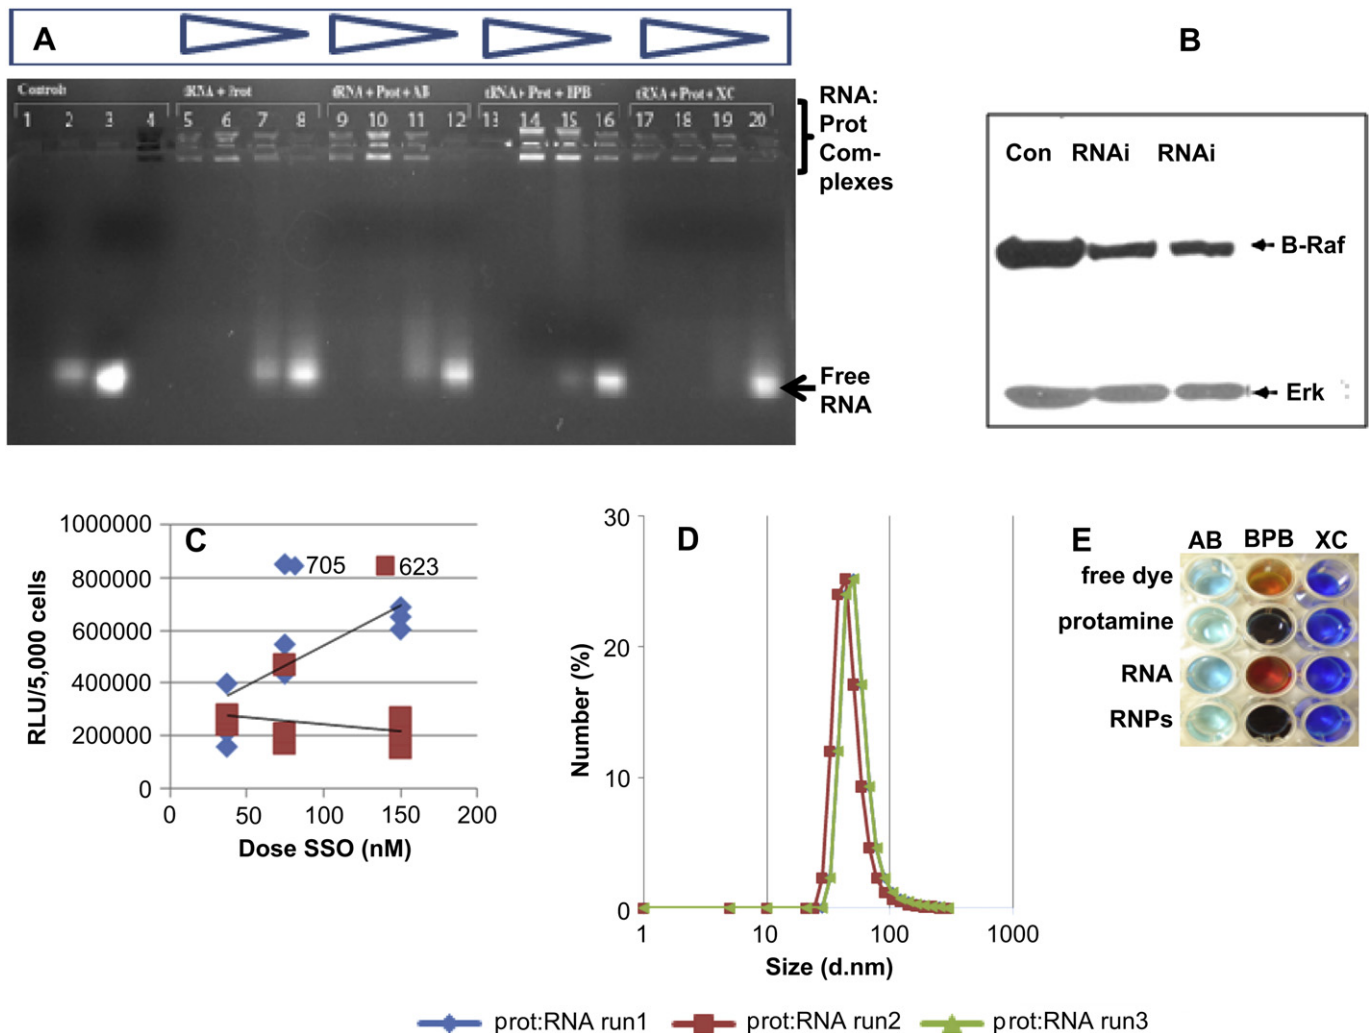 A
B
Controls
tRNA + Prot
tRNA + Prot + AB
tRNA + Prot + BPB
tRNA + Prot + XC
1 2 3 4 5 6 7 8 9 10 11 12 13 14 15 16 17 18 19 20
RNA:
Prot
Com-
plexes
Free
RNA
Con RNAi RNAi
B-Raf
Erk
C
1000000
800000
600000
400000
200000
0
705
623
RLU/5,000 cells
0 50 100 150 200
Dose SSO (nM)
D
30
20
10
0
Number (%)
1 10 100 1000
Size (d.nm)
prot:RNA run1 prot:RNA run2 prot:RNA run3
E
AB BPB XC
free dye
protamine
RNA
RNPs